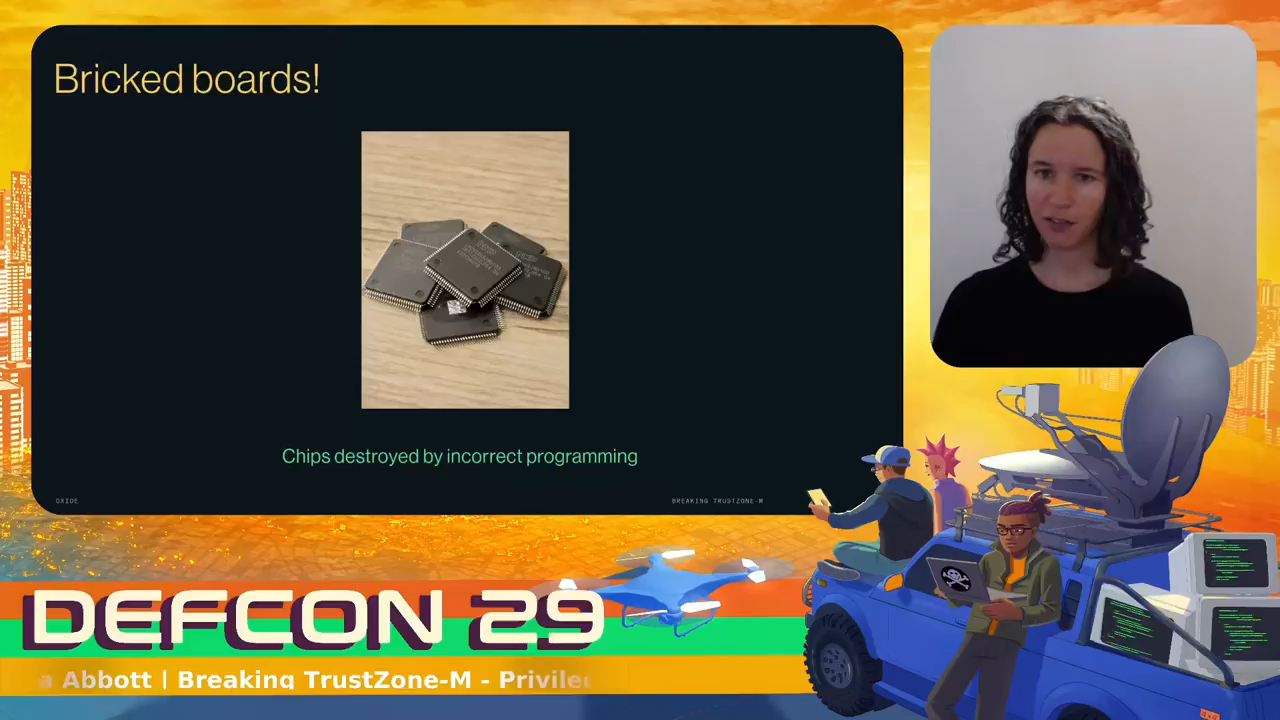 Bricked boards!
Chips destroyed by incorrect programming
OXIDE
BREAKING TRUSTZONE-M
DEFCON 29
a Abbott | Breaking TrustZone-M - Privile